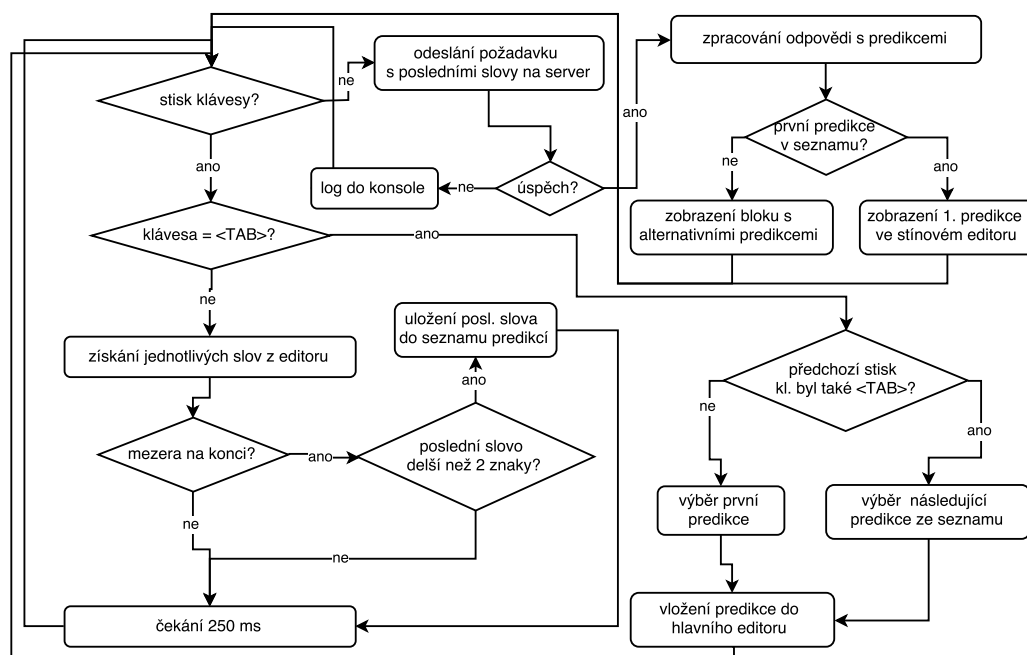 odeslání požadavku
s posledními slovy na server
zpracování odpovědi s predikcemi
ne
stisk klávesy?
ano
první predikce
v seznamu?
ano
ne
ano
log do konsole
ne
úspěch?
zobrazení bloku s
alternativními predikcemi
zobrazení 1. predikce
ve stínovém editoru
klávesa = <TAB>?
ano
ne
uložení posl. slova
do seznamu predikcí
získání jednotlivých slov z editoru
předchozí stisk
kl. byl také <TAB>?
ano
ne
ano
mezera na konci?
ano
poslední slovo
delší než 2 znaky?
výběr první
predikce
výběr následující
predikce ze seznamu
ne
ne
čekání 250 ms
vložení predikce do
hlavního editoru